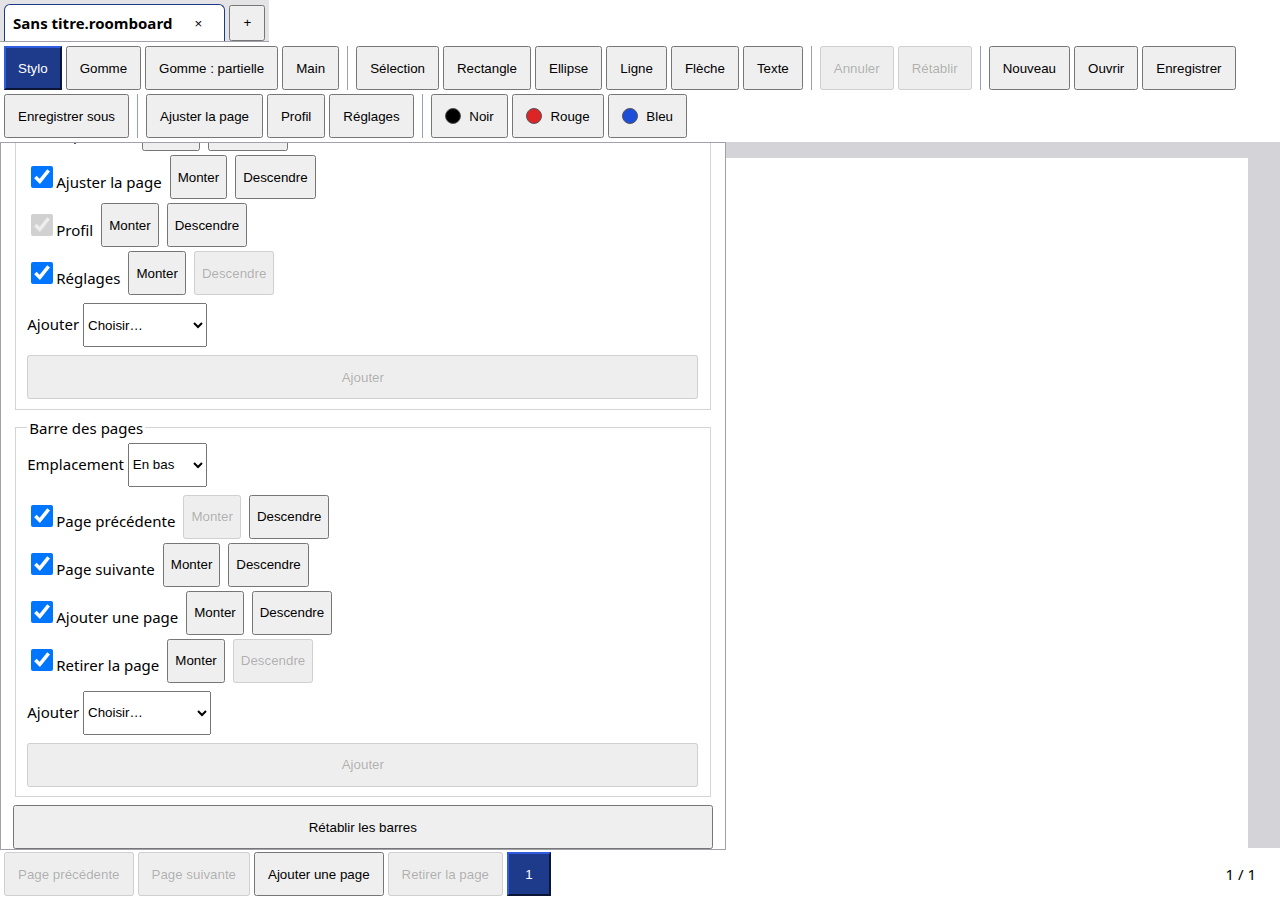 Sans titre.roomboard × +
Stylo Gomme Gomme : partielle Main Sélection Rectangle Ellipse Ligne Flèche Texte Annuler Rétablir Nouveau Ouvrir Enregistrer
Enregistrer sous Ajuster la page Profil Réglages Noir Rouge Bleu
Ajuster la page Monter Descendre
Profil Monter Descendre
Réglages Monter Descendre
Ajouter Choisir...
Ajouter
Barre des pages
Emplacement En bas
Page précédente Monter Descendre
Page suivante Monter Descendre
Ajouter une page Monter Descendre
Retirer la page Monter Descendre
Ajouter Choisir...
Ajouter
Rétablir les barres
Page précédente Page suivante Ajouter une page Retirer la page 1 1 / 1